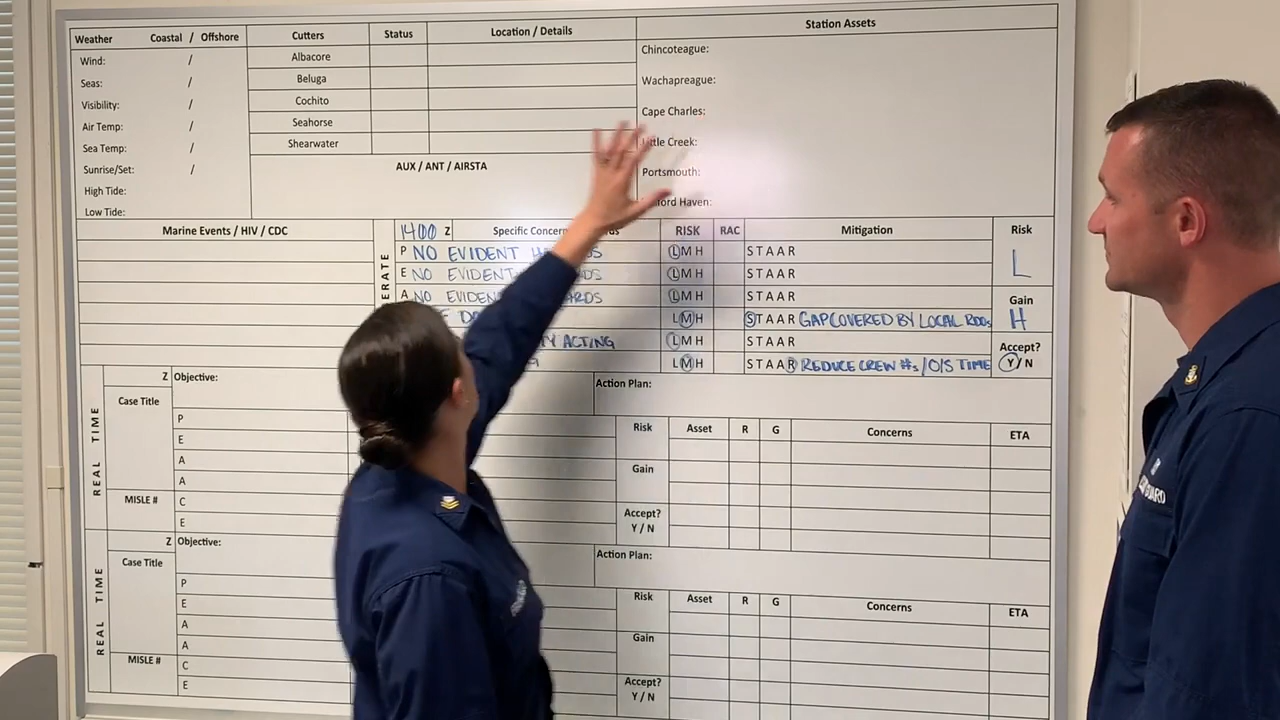 Weather Coastal / Offshore
Wind: /
Seas: /
Visibility: /
Air Temp: /
Sea Temp: /
Sunrise/Set: /
High Tide:
Low Tide:
Cutters Status Location / Details
Albacore
Beluga
Cochito
Seahorse
Shearwater
AUX / ANT / AIRSTA
Station Assets
Chincoteague:
Wachapreague:
Cape Charles:
Creek:
Portsmouth:
Haven:
Marine Events / HIV / CDC
1400 Z Specific RISK RAC Mitigation Risk
P NO EVIDENT L M H S T A A R L
E NO EVIDENT L M H S T A A R
A NO L M H S T A A R Gain
L M H S T A A R GAP COVERED BY LOCAL H
ACTING L M H S T A A R Accept?
L M H S T A A R REDUCE CREW #s /O/S TIME Y / N
REAL TIME
Z Objective:
Action Plan:
Case Title
P
E
A
A
MISLE # C
E
Risk Asset R G Concerns ETA
Gain
Accept?
Y / N
REAL TIME
Z Objective:
Action Plan:
Case Title
P
E
A
A
MISLE # C
E
Risk Asset R G Concerns ETA
Gain
Accept?
Y / N